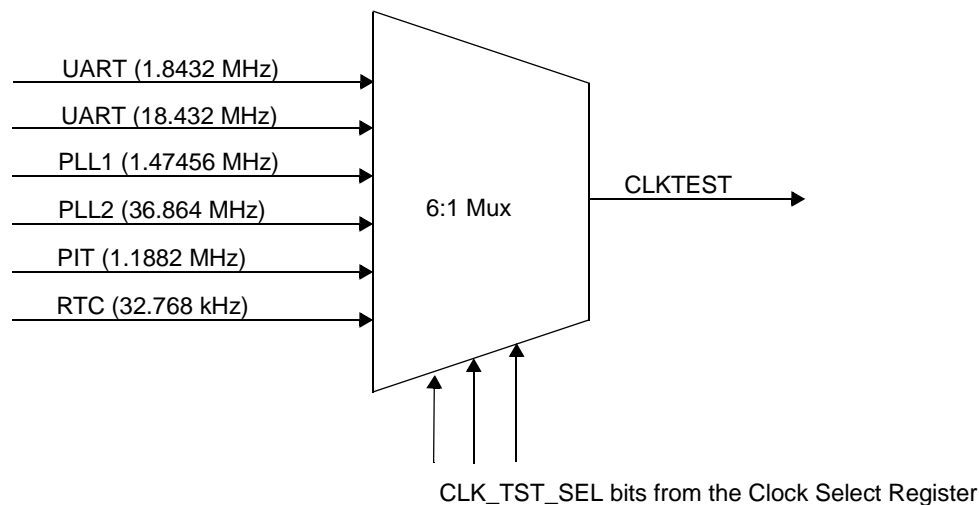 UART (1.8432 MHz)
UART (18.432 MHz)
PLL1 (1.47456 MHz)
PLL2 (36.864 MHz)
PIT (1.1882 MHz)
RTC (32.768 kHz)
6:1 Mux
CLKTEST
CLK_TST_SEL bits from the Clock Select Register